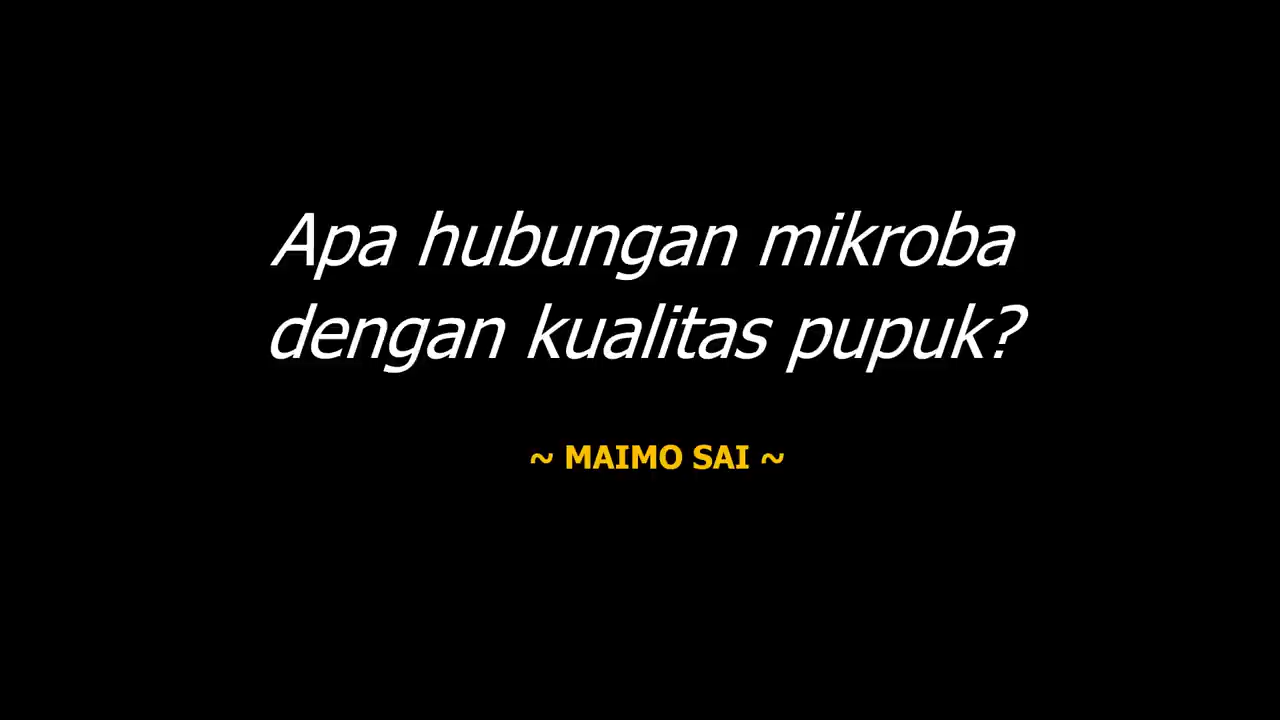 Apa hubungan mikroba
dengan kualitas pupuk?
~ MAIMO SAI ~